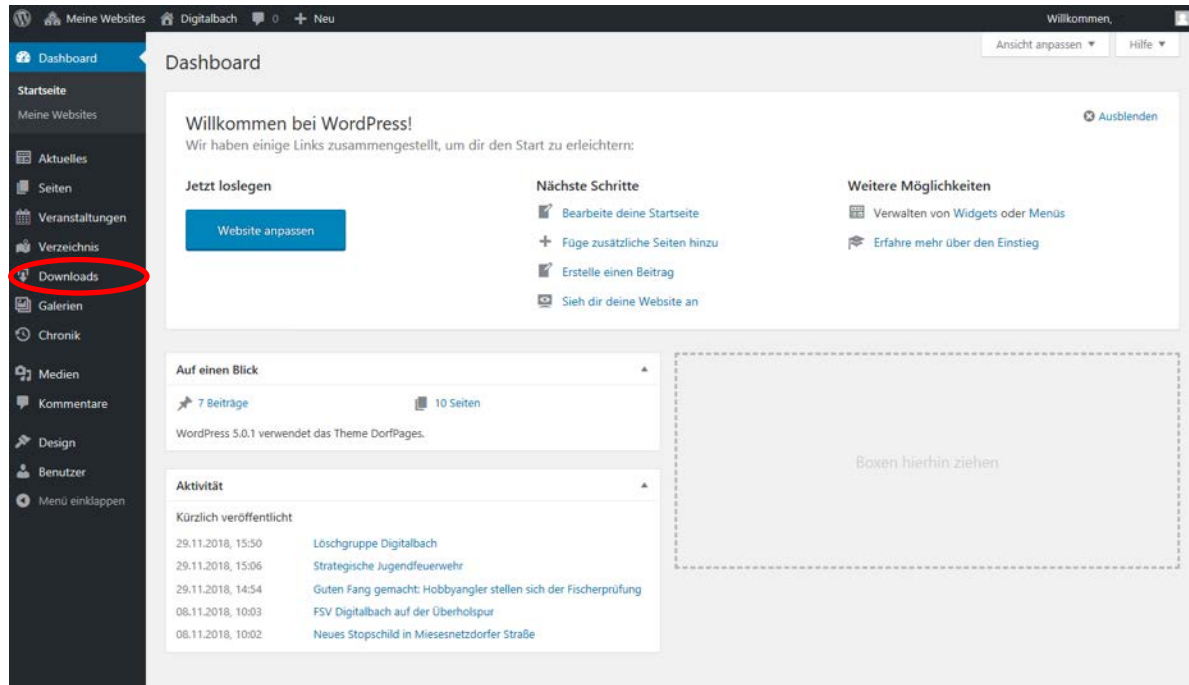 Meine Websites Digitalbach 0 + Neu Willkommen,
Ansicht anpassen ▼ Hilfe ▼
Dashboard
Startseite
Meine Websites
Aktuelles
Seiten
Veranstaltungen
Verzeichnis
Downloads
Galerien
Chronik
Medien
Kommentare
Design
Benutzer
Menü einklappen
Dashboard
Willkommen bei WordPress!
Ausblenden
Wir haben einige Links zusammengestellt, um dir den Start zu erleichtern:
Jetzt loslegen
Website anpassen
Nächste Schritte
Bearbeite deine Startseite
Füge zusätzliche Seiten hinzu
Erstelle einen Beitrag
Sieh dir deine Website an
Weitere Möglichkeiten
Verwalten von Widgets oder Menüs
Erfahre mehr über den Einstieg
Auf einen Blick
7 Beiträge 10 Seiten
WordPress 5.0.1 verwendet das Theme DorfPages.
Aktivität
Kürzlich veröffentlicht
29.11.2018, 15:50 Löschgruppe Digitalbach
29.11.2018, 15:06 Strategische Jugendfeuerwehr
29.11.2018, 14:54 Guten Fang gemacht: Hobbyangler stellen sich der Fischerprüfung
08.11.2018, 10:03 FSV Digitalbach auf der Überholspur
08.11.2018, 10:02 Neues Stopschild in Miesesnetzdorfer Straße
Boxen hierhin ziehen